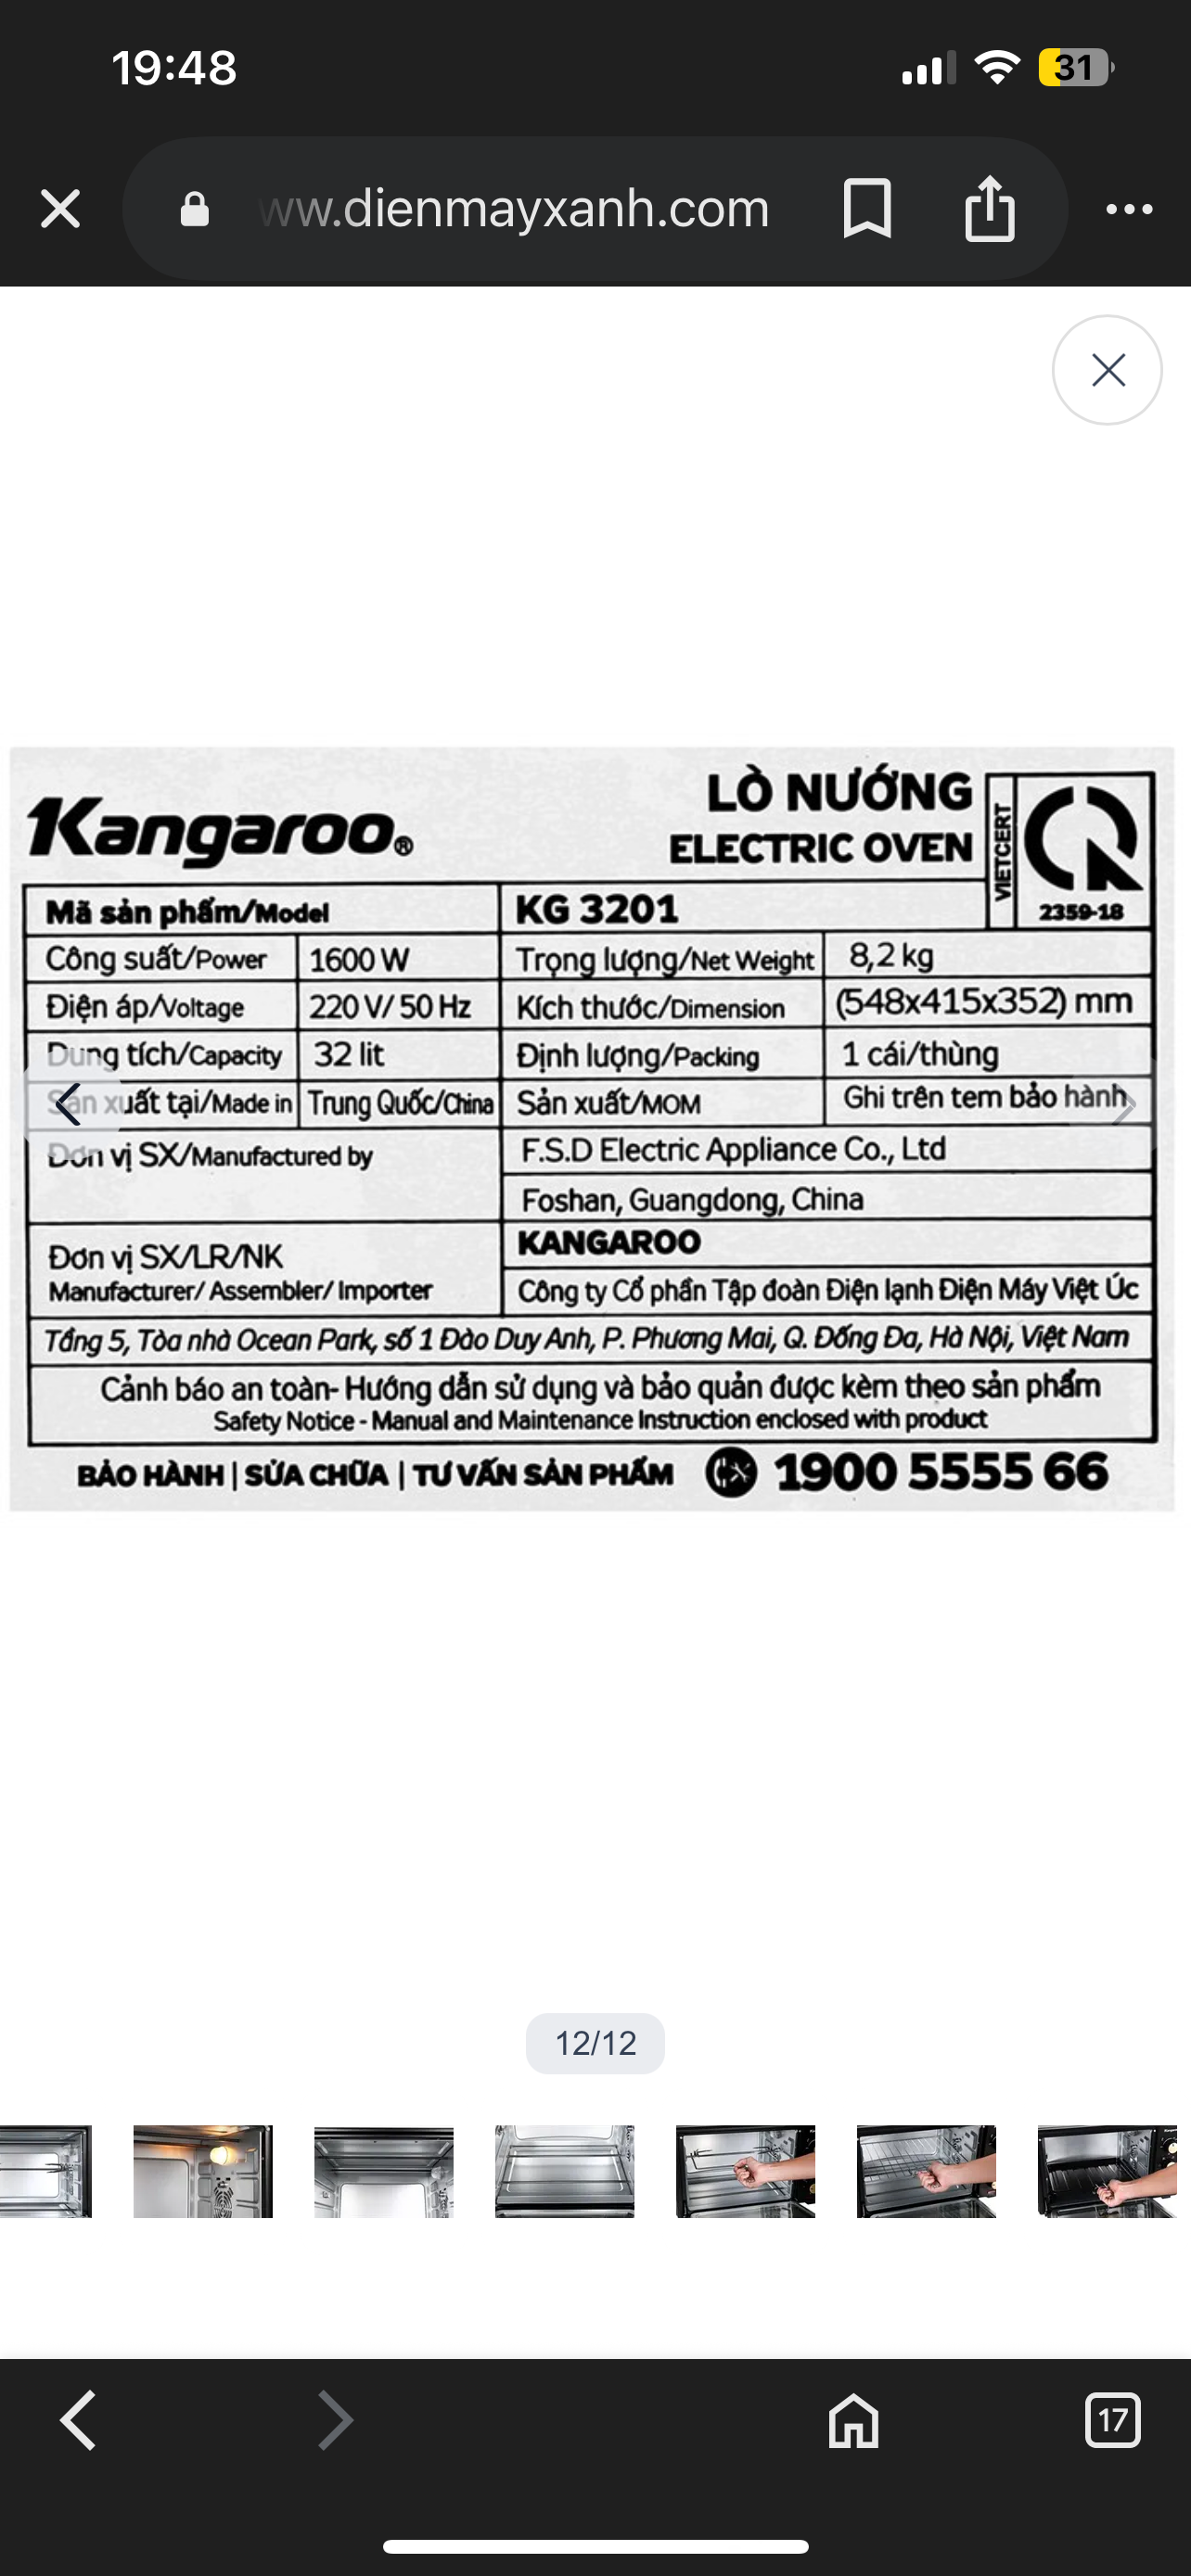 19:48
31
ww.dienmayxanh.com
Kangaroo®
LÒ NƯỚNG
ELECTRIC OVEN
VIETCERT
2359-18
Mã sản phẩm/Model
KG 3201
Công suất/Power
1600 W
Trọng lượng/Net Weight
8,2 kg
Điện áp/Voltage
220 V/ 50 Hz
Kích thước/Dimension
(548x415x352) mm
Dung tích/Capacity
32 lit
Định lượng/Packing
1 cái/thùng
Sản xuất tại/Made in
Trung Quốc/China
Sản xuất/MOM
Ghi trên tem bảo hành
Đơn vị SX/Manufactured by
F.S.D Electric Appliance Co., Ltd
Foshan, Guangdong, China
Đơn vị SX/LR/NK
Manufacturer/ Assembler/ Importer
KANGAROO
Công ty Cổ phần Tập đoàn Điện lạnh Điện Máy Việt Úc
Tầng 5, Tòa nhà Ocean Park, số 1 Đào Duy Anh, P. Phương Mai, Q. Đống Đa, Hà Nội, Việt Nam
Cảnh báo an toàn- Hướng dẫn sử dụng và bảo quản được kèm theo sản phẩm
Safety Notice - Manual and Maintenance Instruction enclosed with product
BẢO HÀNH | SỬA CHỮA | TƯ VẤN SẢN PHẨM
1900 5555 66
12/12
17